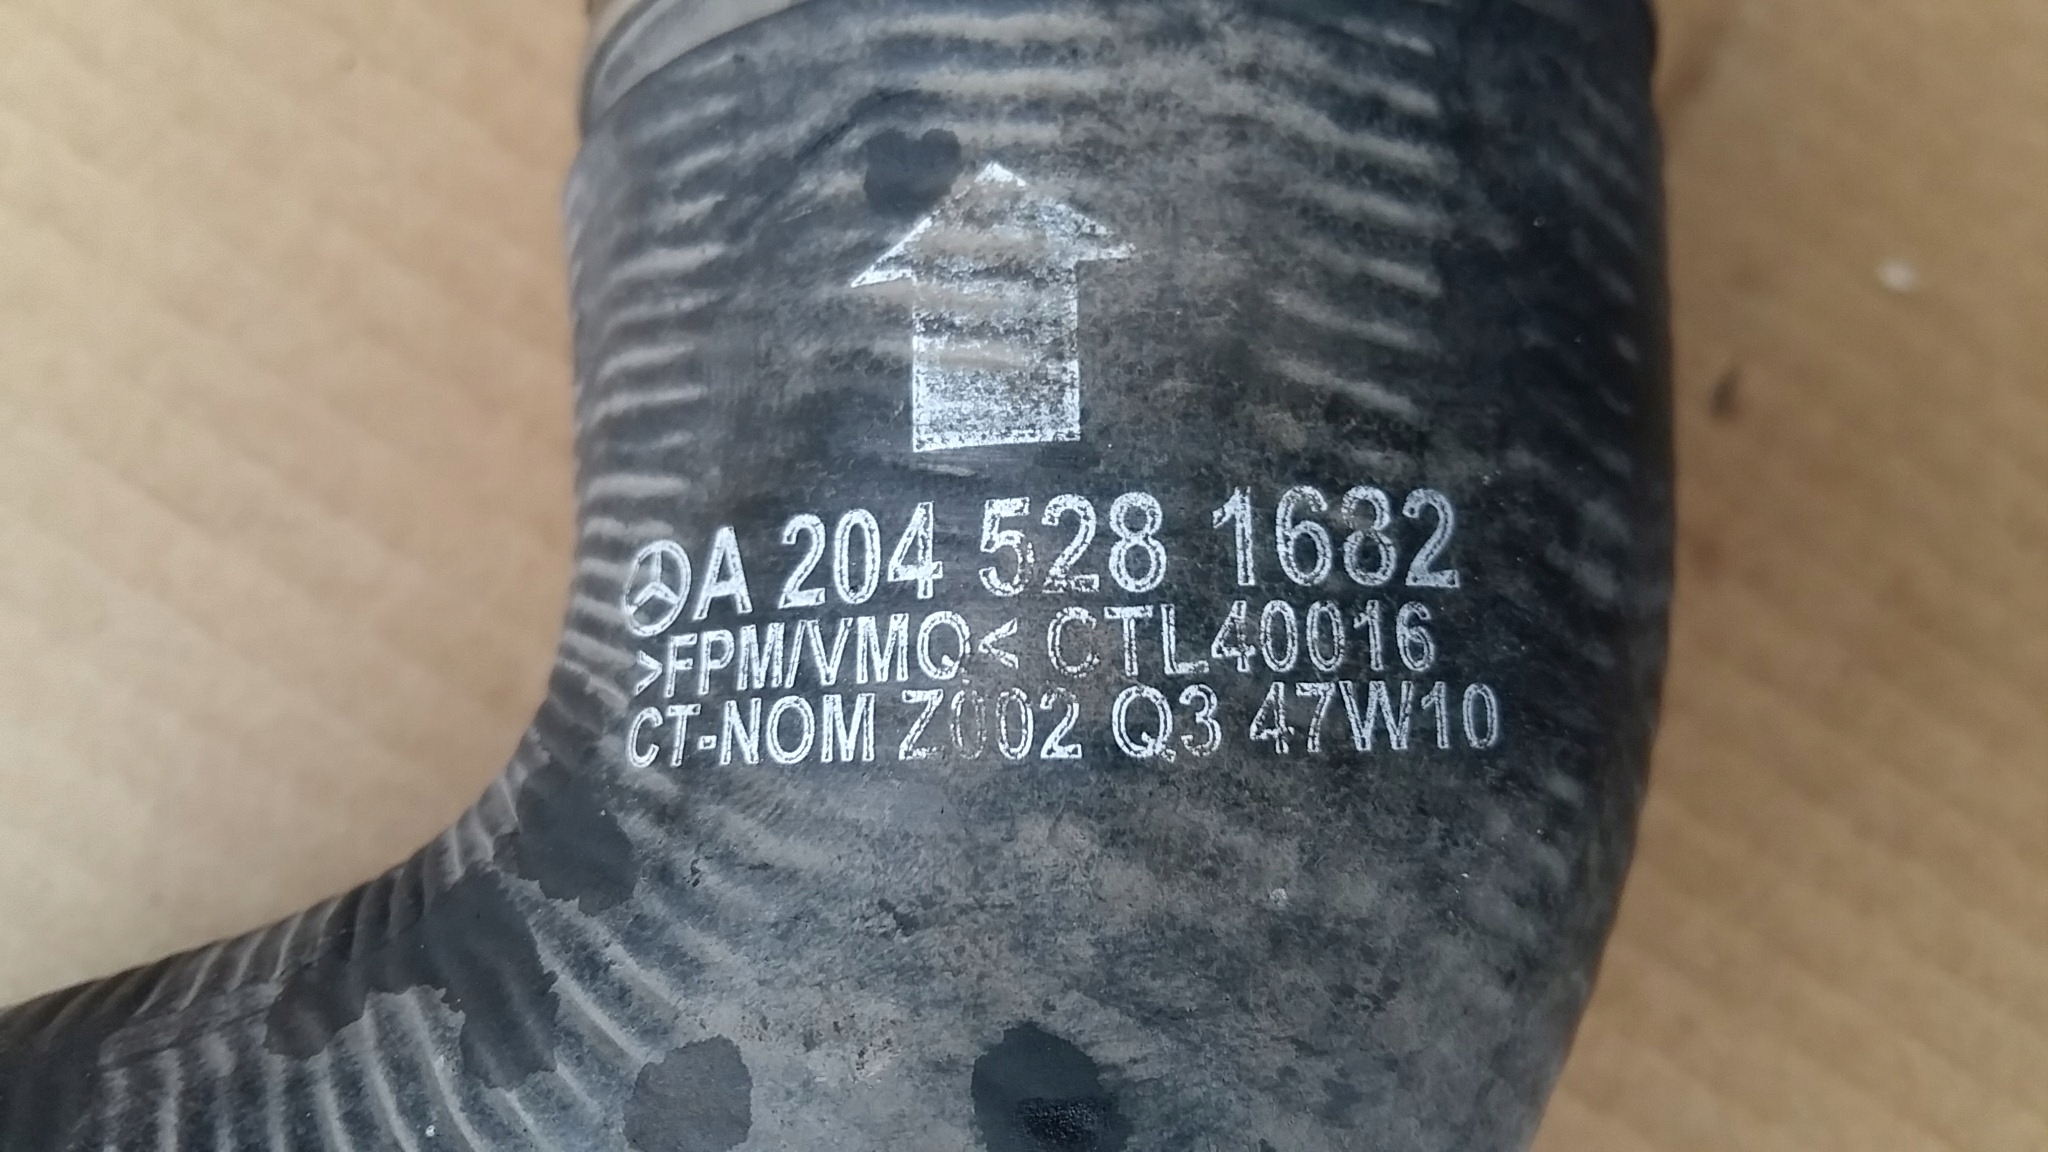 A 204 528 1682
>FPM/VMQ< CTL40016
CT-NOM Z002 Q3 47W10